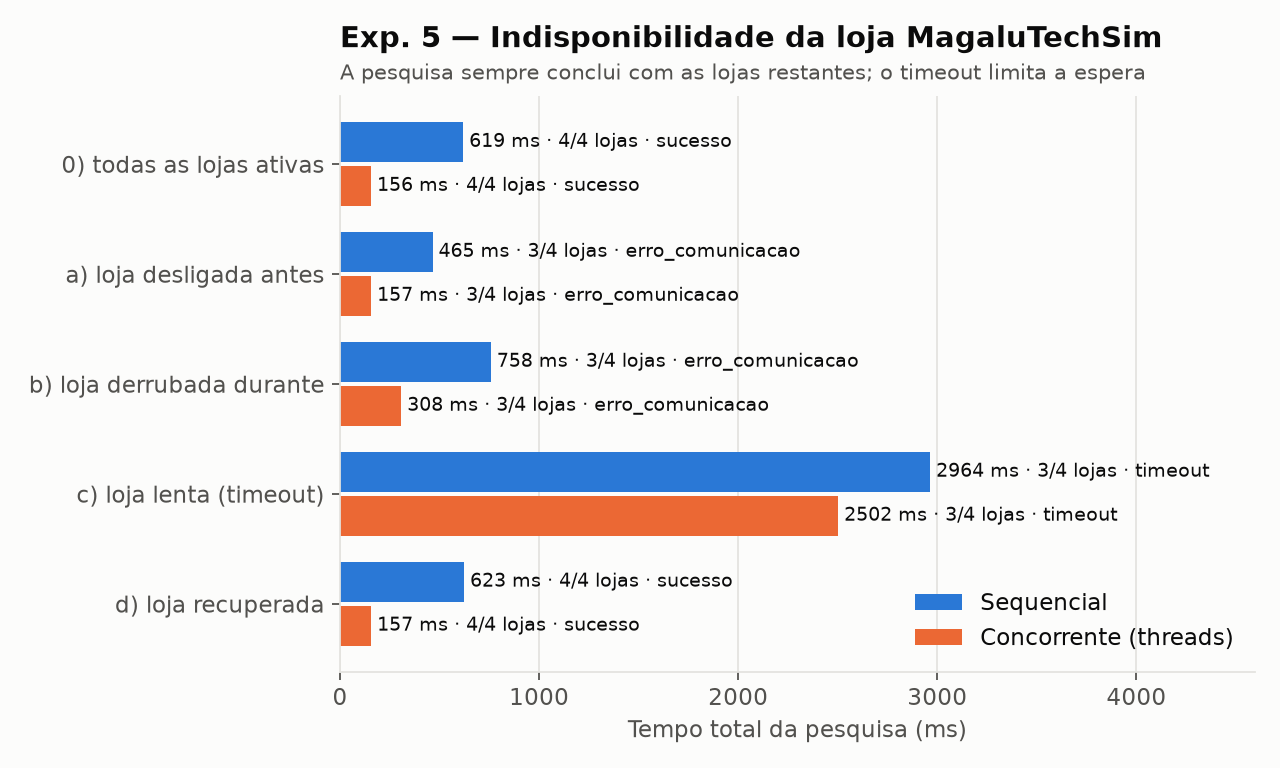 Exp. 5 — Indisponibilidade da loja MagaluTechSim
A pesquisa sempre conclui com as lojas restantes; o timeout limita a espera
0) todas as lojas ativas
619 ms · 4/4 lojas · sucesso
156 ms · 4/4 lojas · sucesso
a) loja desligada antes
465 ms · 3/4 lojas · erro_comunicacao
157 ms · 3/4 lojas · erro_comunicacao
b) loja derrubada durante
758 ms · 3/4 lojas · erro_comunicacao
308 ms · 3/4 lojas · erro_comunicacao
c) loja lenta (timeout)
2964 ms · 3/4 lojas · timeout
2502 ms · 3/4 lojas · timeout
d) loja recuperada
623 ms · 4/4 lojas · sucesso
157 ms · 4/4 lojas · sucesso
Sequencial
Concorrente (threads)
0 1000 2000 3000 4000
Tempo total da pesquisa (ms)